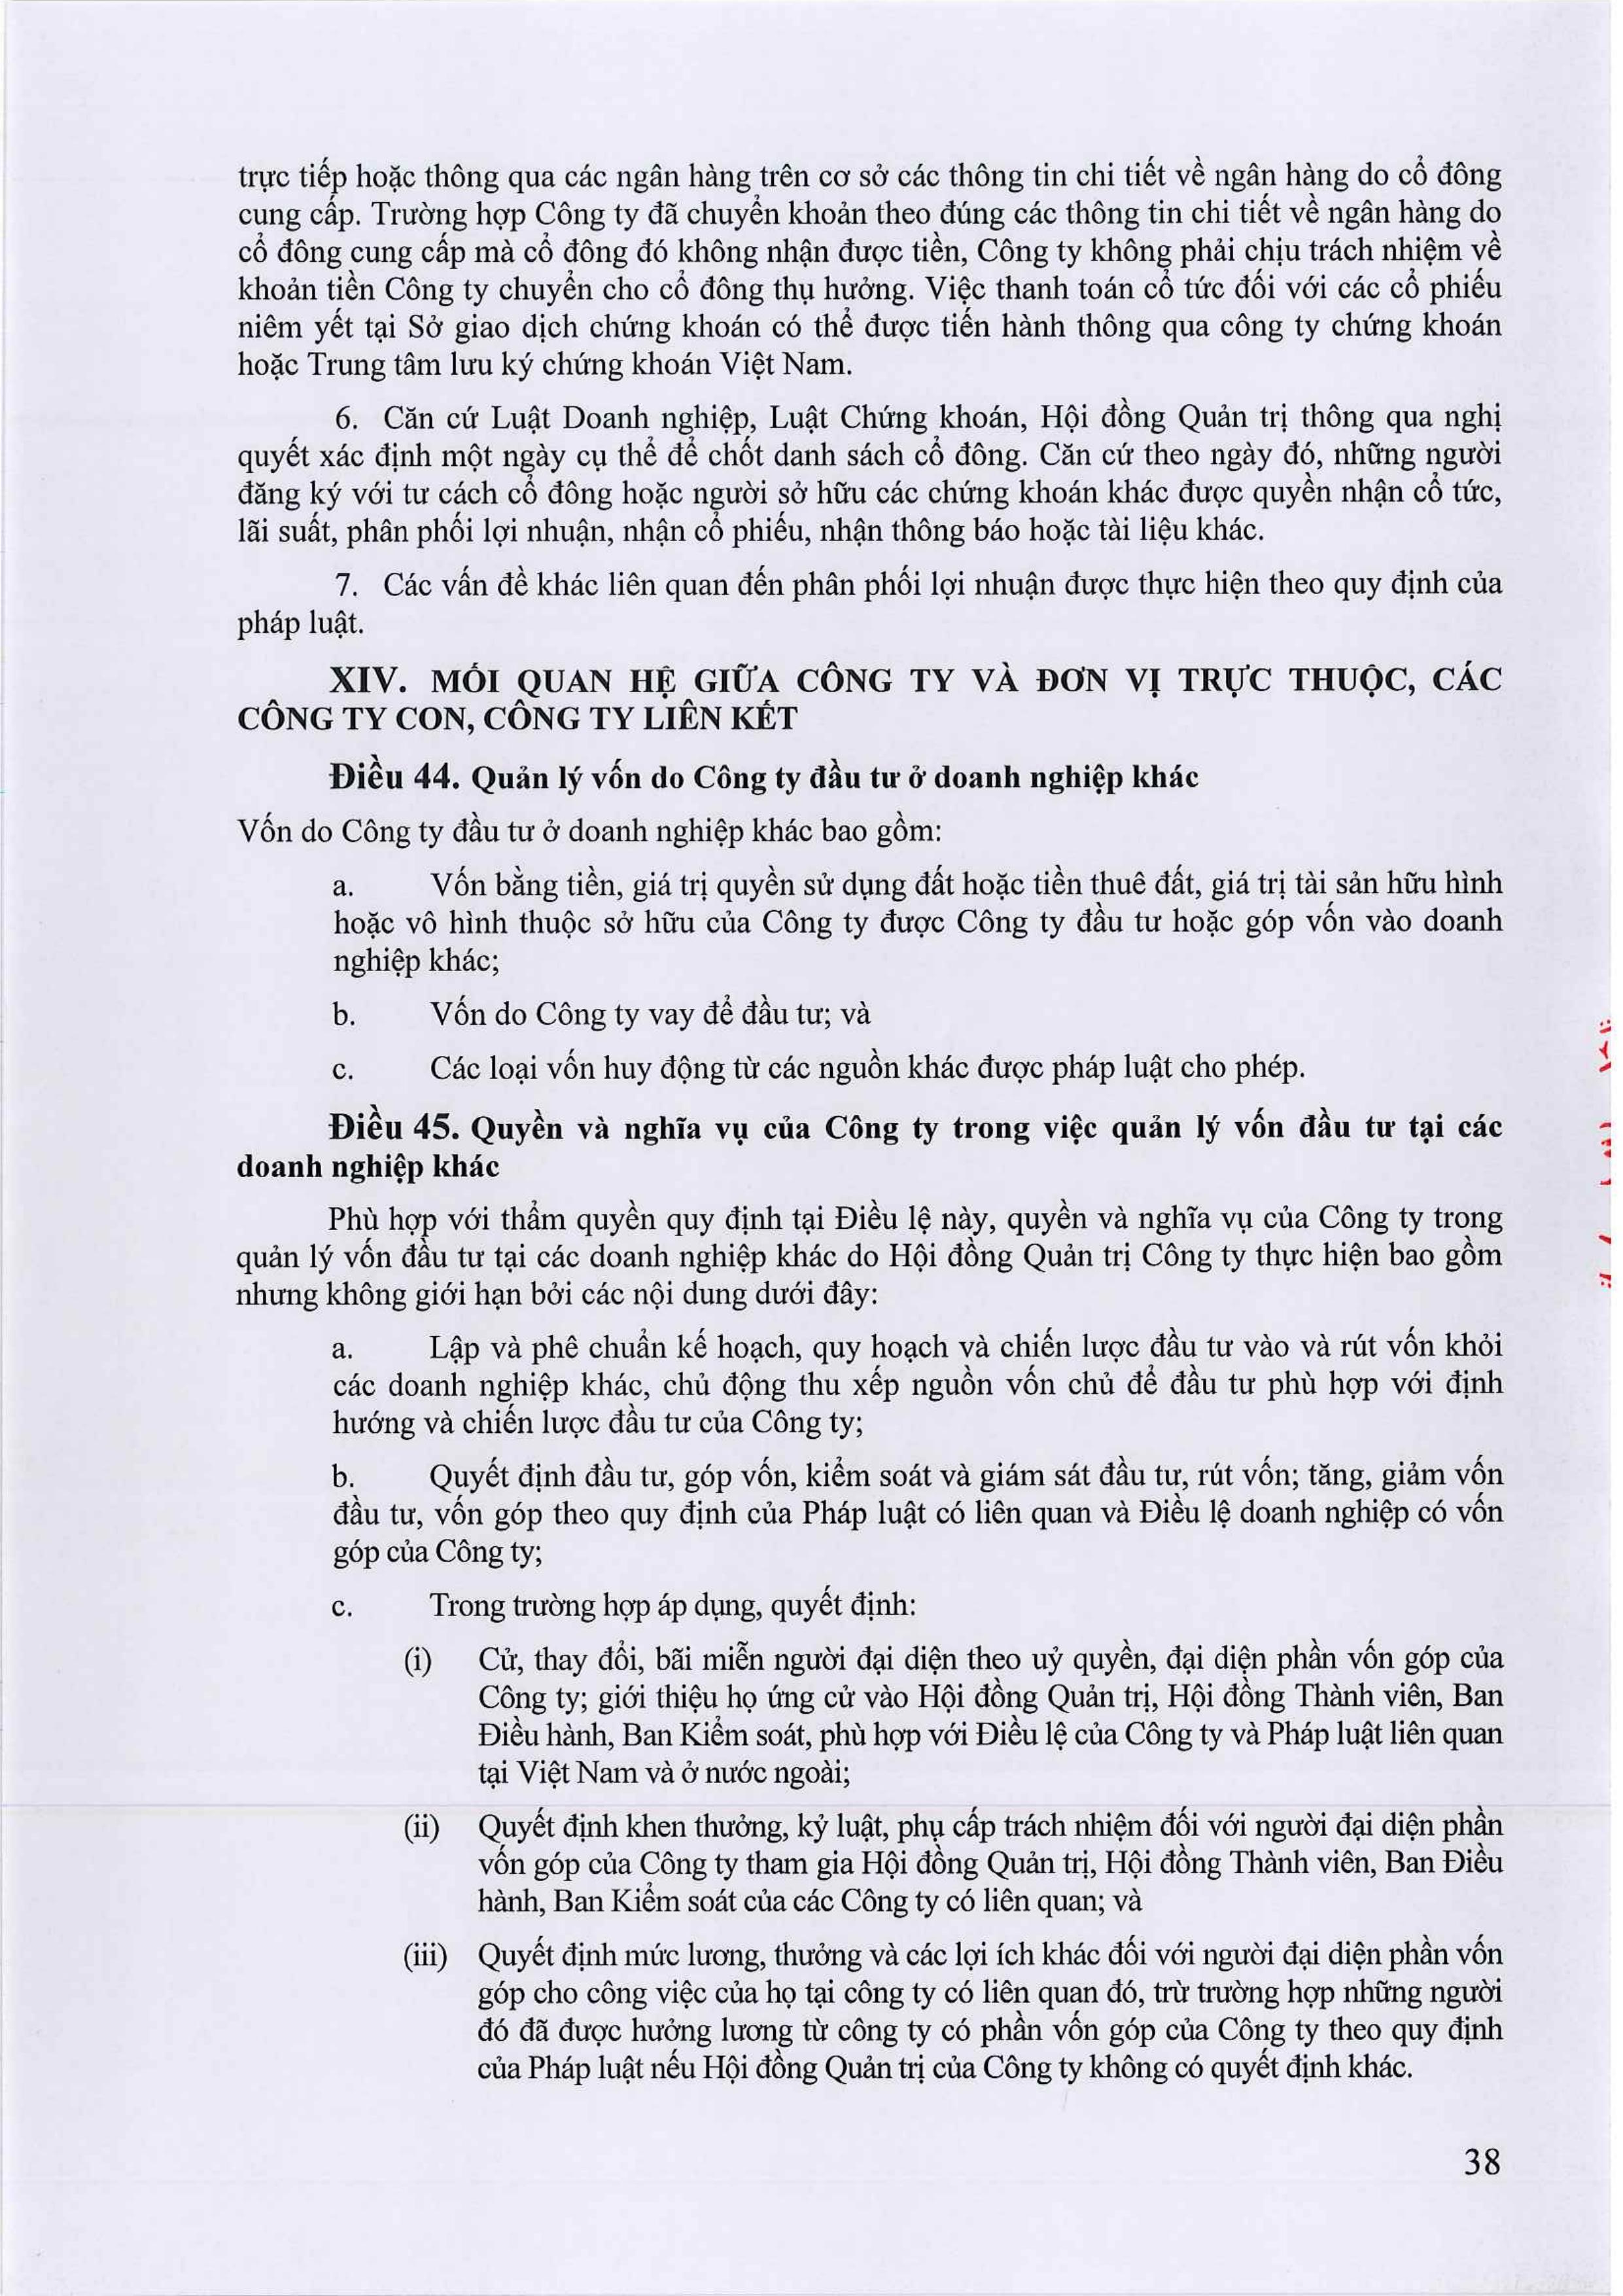 trực tiếp hoặc thông qua các ngân hàng trên cơ sở các thông tin chi tiết về ngân hàng do cổ đông
cung cấp. Trường hợp Công ty đã chuyển khoản theo đúng các thông tin chi tiết về ngân hàng do
cổ đông cung cấp mà cổ đông đó không nhận được tiền, Công ty không phải chịu trách nhiệm về
khoản tiền Công ty chuyển cho cổ đông thụ hưởng. Việc thanh toán cổ tức đối với các cổ phiếu
niêm yết tại Sở giao dịch chứng khoán có thể được tiến hành thông qua công ty chứng khoán
hoặc Trung tâm lưu ký chứng khoán Việt Nam.
6. Căn cứ Luật Doanh nghiệp, Luật Chứng khoán, Hội đồng Quản trị thông qua nghị
quyết xác định một ngày cụ thể để chốt danh sách cổ đông. Căn cứ theo ngày đó, những người
đăng ký với tư cách cổ đông hoặc người sở hữu các chứng khoán khác được quyền nhận cổ tức,
lãi suất, phân phối lợi nhuận, nhận cổ phiếu, nhận thông báo hoặc tài liệu khác.
7. Các vấn đề khác liên quan đến phân phối lợi nhuận được thực hiện theo quy định của
pháp luật.
XIV. MỐI QUAN HỆ GIỮA CÔNG TY VÀ ĐƠN VỊ TRỰC THUỘC, CÁC
CÔNG TY CON, CÔNG TY LIÊN KẾT
Điều 44. Quản lý vốn do Công ty đầu tư ở doanh nghiệp khác
Vốn do Công ty đầu tư ở doanh nghiệp khác bao gồm:
a. Vốn bằng tiền, giá trị quyền sử dụng đất hoặc tiền thuê đất, giá trị tài sản hữu hình
hoặc vô hình thuộc sở hữu của Công ty được Công ty đầu tư hoặc góp vốn vào doanh
nghiệp khác;
b. Vốn do Công ty vay để đầu tư; và
c. Các loại vốn huy động từ các nguồn khác được pháp luật cho phép.
Điều 45. Quyền và nghĩa vụ của Công ty trong việc quản lý vốn đầu tư tại các
doanh nghiệp khác
Phù hợp với thẩm quyền quy định tại Điều lệ này, quyền và nghĩa vụ của Công ty trong
quản lý vốn đầu tư tại các doanh nghiệp khác do Hội đồng Quản trị Công ty thực hiện bao gồm
nhưng không giới hạn bởi các nội dung dưới đây:
a. Lập và phê chuẩn kế hoạch, quy hoạch và chiến lược đầu tư vào và rút vốn khỏi
các doanh nghiệp khác, chủ động thu xếp nguồn vốn chủ để đầu tư phù hợp với định
hướng và chiến lược đầu tư của Công ty;
b. Quyết định đầu tư, góp vốn, kiểm soát và giám sát đầu tư, rút vốn; tăng, giảm vốn
đầu tư, vốn góp theo quy định của Pháp luật có liên quan và Điều lệ doanh nghiệp có vốn
góp của Công ty;
c. Trong trường hợp áp dụng, quyết định:
(i) Cử, thay đổi, bãi miễn người đại diện theo uỷ quyền, đại diện phần vốn góp của
Công ty; giới thiệu họ ứng cử vào Hội đồng Quản trị, Hội đồng Thành viên, Ban
Điều hành, Ban Kiểm soát, phù hợp với Điều lệ của Công ty và Pháp luật liên quan
tại Việt Nam và ở nước ngoài;
(ii) Quyết định khen thưởng, kỷ luật, phụ cấp trách nhiệm đối với người đại diện phần
vốn góp của Công ty tham gia Hội đồng Quản trị, Hội đồng Thành viên, Ban Điều
hành, Ban Kiểm soát của các Công ty có liên quan; và
(iii) Quyết định mức lương, thưởng và các lợi ích khác đối với người đại diện phần vốn
góp cho công việc của họ tại công ty có liên quan đó, trừ trường hợp những người
đó đã được hưởng lương từ công ty có phần vốn góp của Công ty theo quy định
của Pháp luật nếu Hội đồng Quản trị của Công ty không có quyết định khác.
38